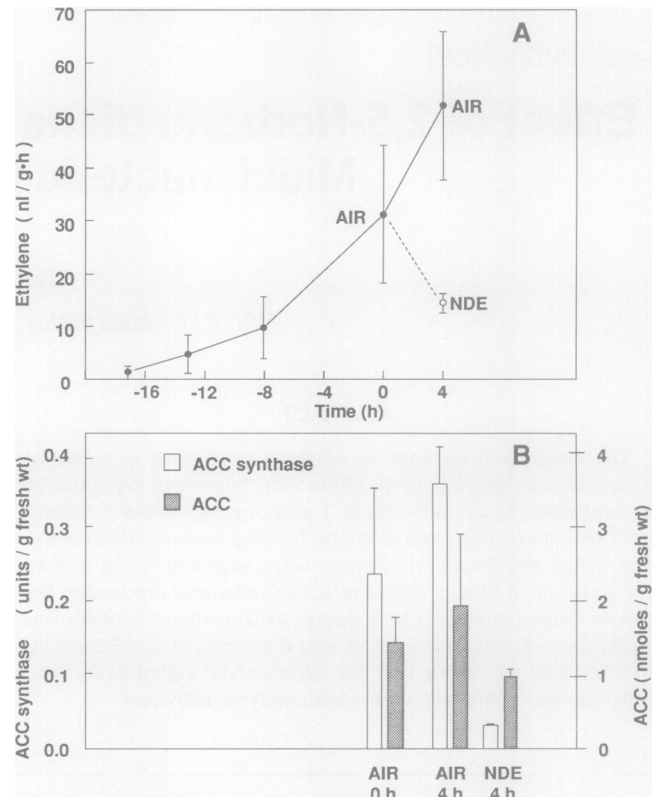 A
70
60
50
40
30
20
10
0
Ethylene ( nl / g•h )
AIR
AIR
NDE
-16 -12 -8 -4 0 4
Time (h)
B
ACC synthase
ACC
0.4
0.3
0.2
0.1
0.0
ACC synthase ( units / g fresh wt)
4
3
2
1
0
ACC ( nmoles / g fresh wt)
AIR AIR NDE
0 h 4 h 4 h